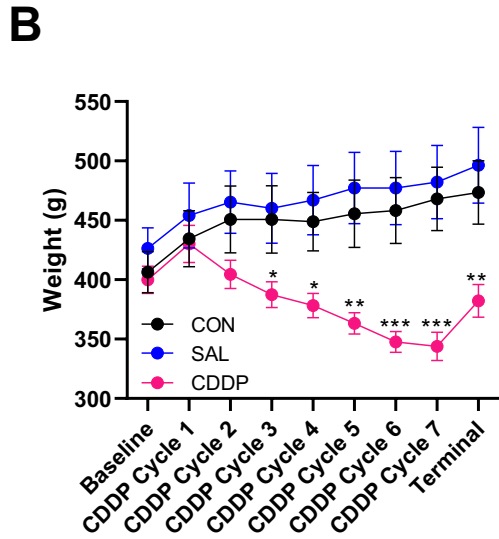 B
Weight (g)
550
500
450
400
350
300
*
*
**
***
***
**
CON
SAL
CDDP
Baseline
CDDP Cycle 1
CDDP Cycle 2
CDDP Cycle 3
CDDP Cycle 4
CDDP Cycle 5
CDDP Cycle 6
CDDP Cycle 7
Terminal